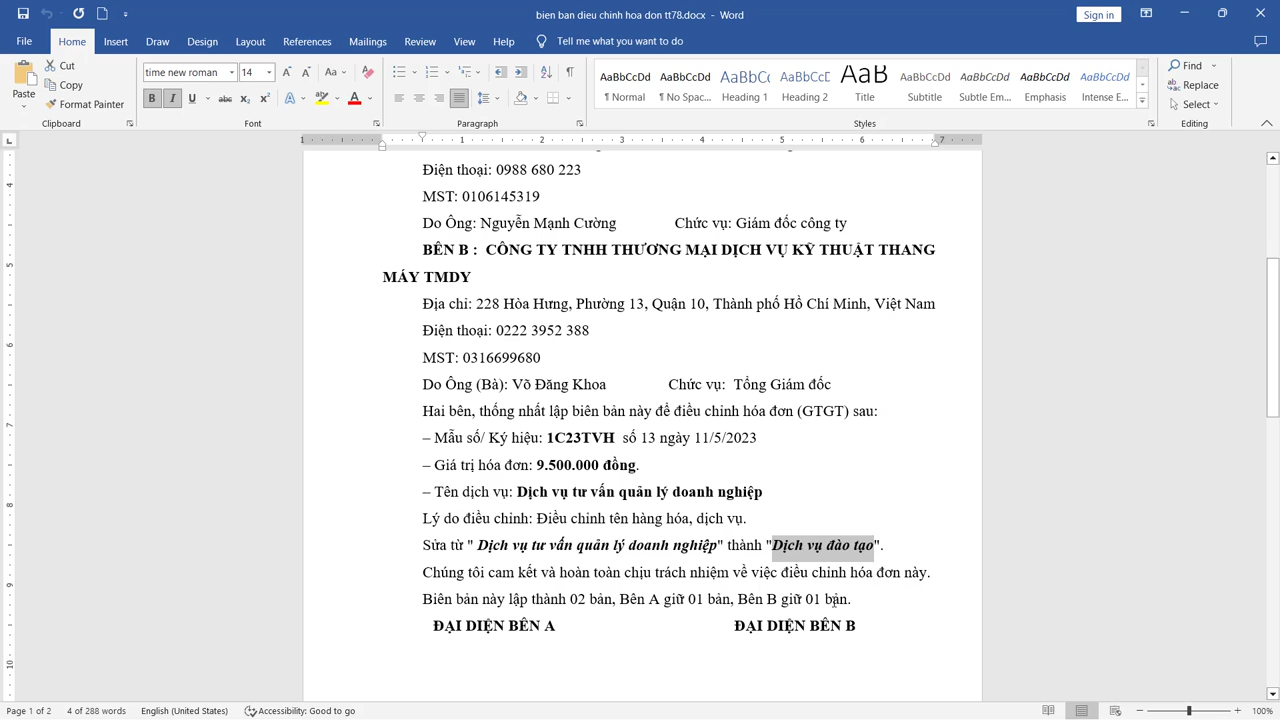 bien ban dieu chinh hoa don tt78.docx - Word
Sign in
File Home Insert Draw Design Layout References Mailings Review View Help Tell me what you want to do
Paste
Cut
Copy
Format Painter
time new roman 14
AaBbCcDd AaBbCcDd AaBbCc AaBbCcD AaB AaBbCcDd AaBbCcDd AaBbCcDd AaBbCcDd
¶ Normal ¶ No Spac... Heading 1 Heading 2 Title Subtitle Subtle Em... Emphasis Intense E...
Find
Replace
Select
Clipboard Font Paragraph Styles Editing
Điện thoại: 0988 680 223
MST: 0106145319
Do Ông: Nguyễn Mạnh Cường Chức vụ: Giám đốc công ty
BÊN B : CÔNG TY TNHH THƯƠNG MẠI DỊCH VỤ KỸ THUẬT THANG
MÁY TMDY
Địa chỉ: 228 Hòa Hưng, Phường 13, Quận 10, Thành phố Hồ Chí Minh, Việt Nam
Điện thoại: 0222 3952 388
MST: 0316699680
Do Ông (Bà): Võ Đăng Khoa Chức vụ: Tổng Giám đốc
Hai bên, thống nhất lập biên bản này để điều chỉnh hóa đơn (GTGT) sau:
– Mẫu số/ Ký hiệu: 1C23TVH số 13 ngày 11/5/2023
– Giá trị hóa đơn: 9.500.000 đồng.
– Tên dịch vụ: Dịch vụ tư vấn quản lý doanh nghiệp
Lý do điều chỉnh: Điều chỉnh tên hàng hóa, dịch vụ.
Sửa từ " Dịch vụ tư vấn quản lý doanh nghiệp" thành "Dịch vụ đào tạo".
Chúng tôi cam kết và hoàn toàn chịu trách nhiệm về việc điều chỉnh hóa đơn này.
Biên bản này lập thành 02 bản, Bên A giữ 01 bản, Bên B giữ 01 bản.
ĐẠI DIỆN BÊN A ĐẠI DIỆN BÊN B
Page 1 of 2 4 of 288 words English (United States) Accessibility: Good to go 100%